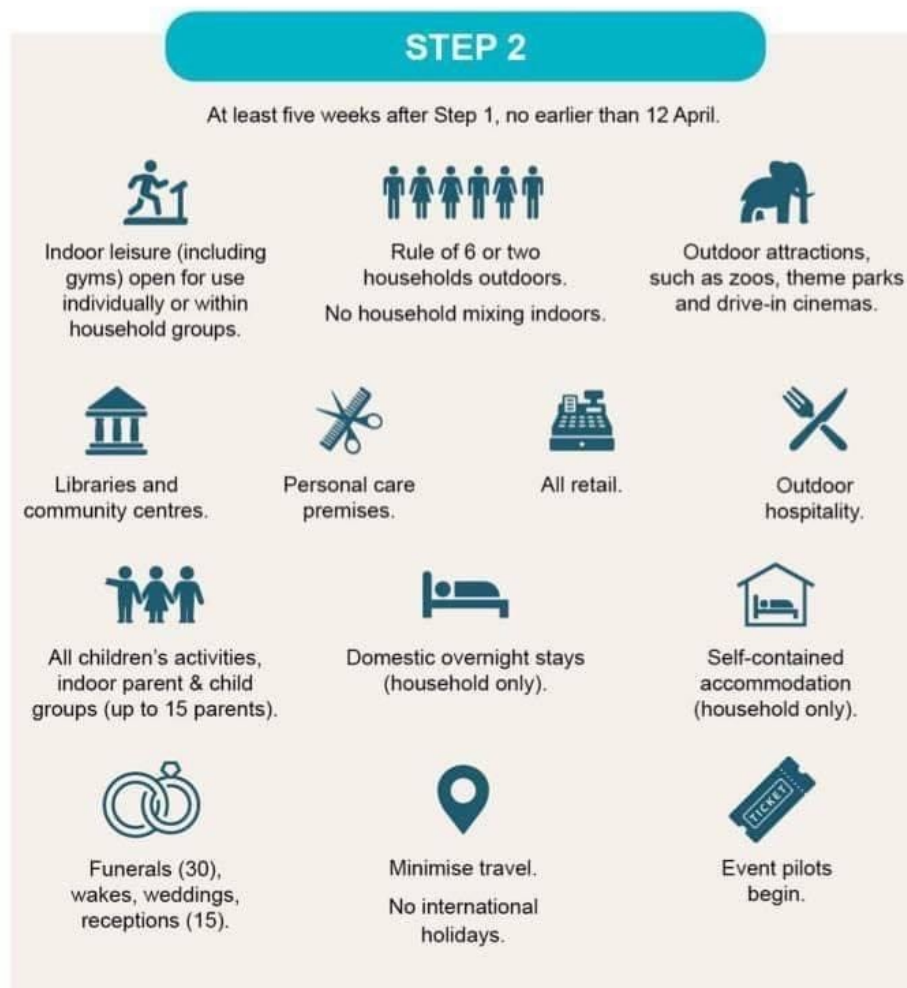 STEP 2
At least five weeks after Step 1, no earlier than 12 April.
Indoor leisure (including
gyms) open for use
individually or within
household groups.
Rule of 6 or two
households outdoors.
No household mixing indoors.
Outdoor attractions,
such as zoos, theme parks
and drive-in cinemas.
Libraries and
community centres.
Personal care
premises.
All retail.
Outdoor
hospitality.
All children's activities,
indoor parent & child
groups (up to 15 parents).
Domestic overnight stays
(household only).
Self-contained
accommodation
(household only).
Funerals (30),
wakes, weddings,
receptions (15).
Minimise travel.
No international
holidays.
TICKET
Event pilots
begin.